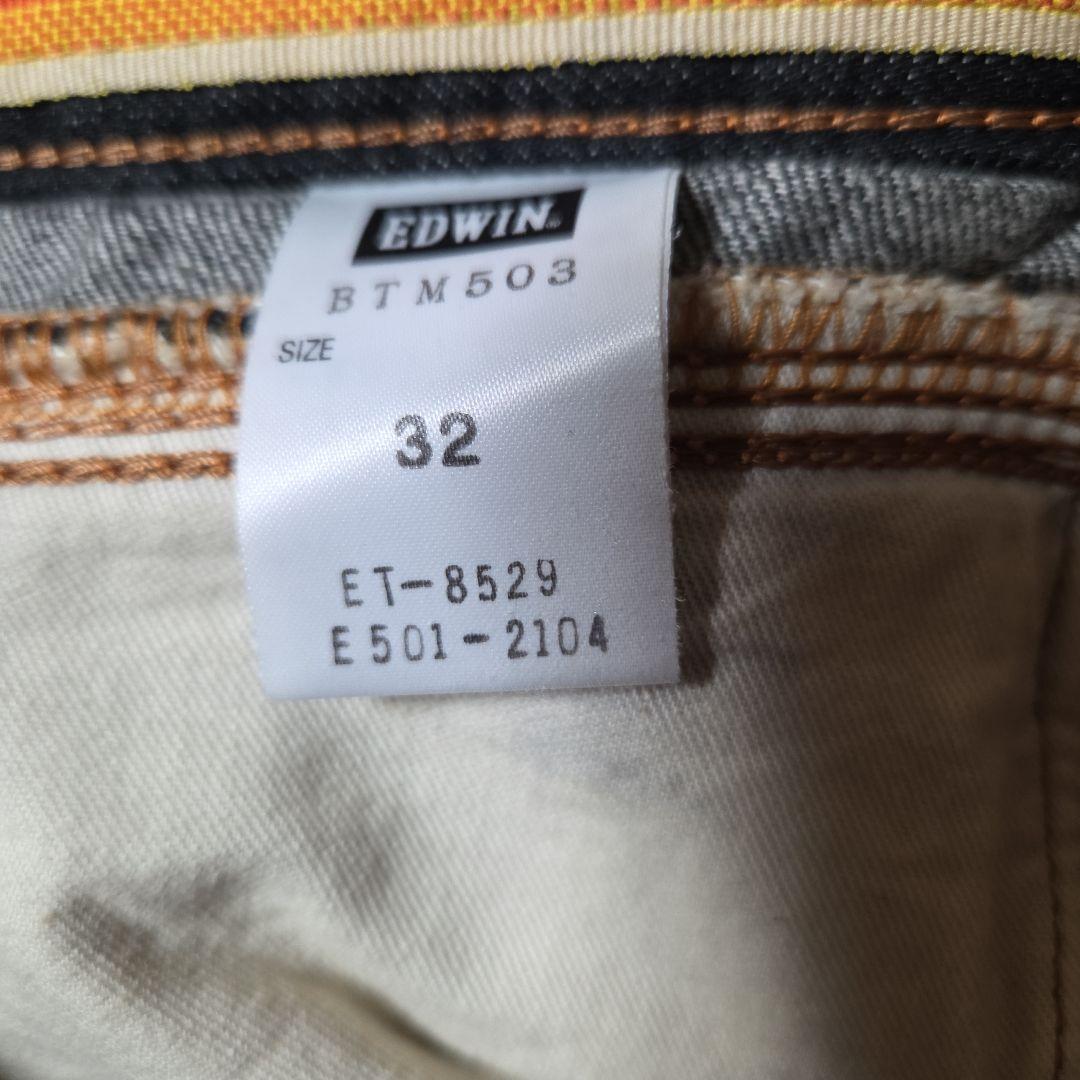 EDWIN
BTM503
SIZE
32
ET-8529
E501-2104